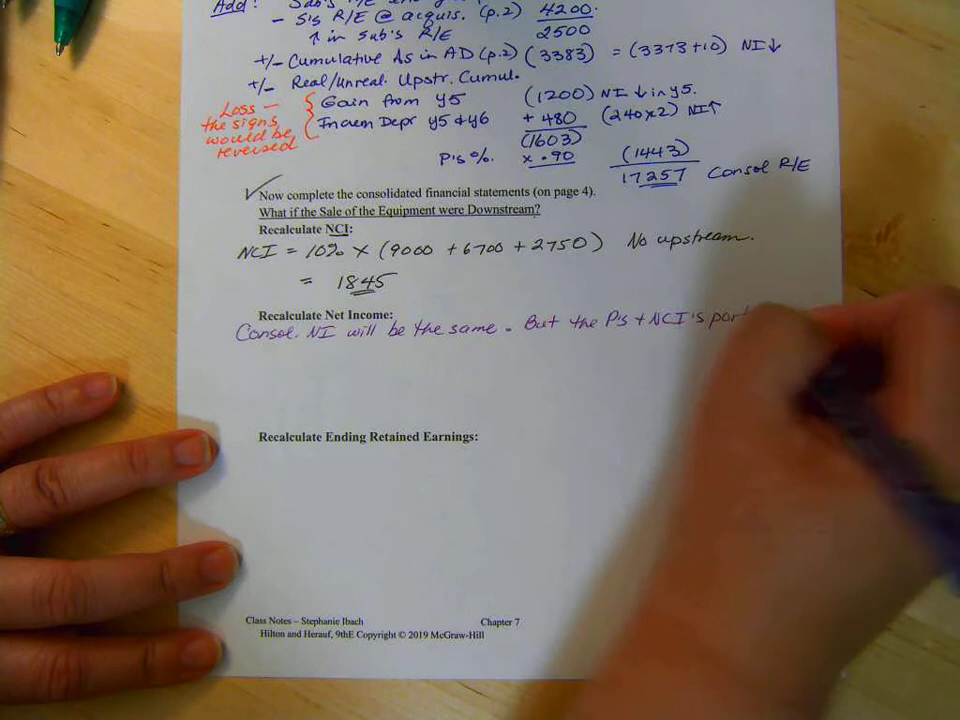 Add:
- Sis R/E @ acquis. (p.2) 4200.
↑ in sub's R/E 2500
+/- Cumulative Δs in AD (p.2) (3383) = (3373+10) NI↓
+/- Real/Unreal. Upstr. Cumul.
Loss - the signs would be reversed
{ Gain from y5 (1200) NI ↓ in y5.
Increm Depr y5 & y6 + 480 (240x2) NI↑
(1603)
P's % x .90 (1443)
17257 Consol R/E
Now complete the consolidated financial statements (on page 4).
What if the Sale of the Equipment were Downstream?
Recalculate NCI:
NCI = 10% x (9000 + 6700 + 2750) No upstream.
= 1845
Recalculate Net Income:
Consol. NI will be the same. But the P's + NCI's por
Recalculate Ending Retained Earnings:
Class Notes – Stephanie Ibach Chapter 7
Hilton and Herauf, 9thE Copyright © 2019 McGraw-Hill